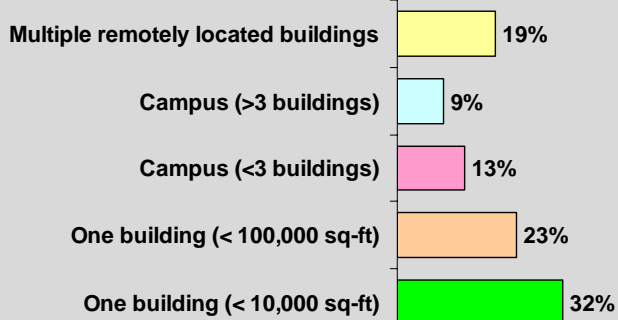 Multiple remotely located buildings 19%
Campus (>3 buildings) 9%
Campus (<3 buildings) 13%
One building (< 100,000 sq-ft) 23%
One building (< 10,000 sq-ft) 32%